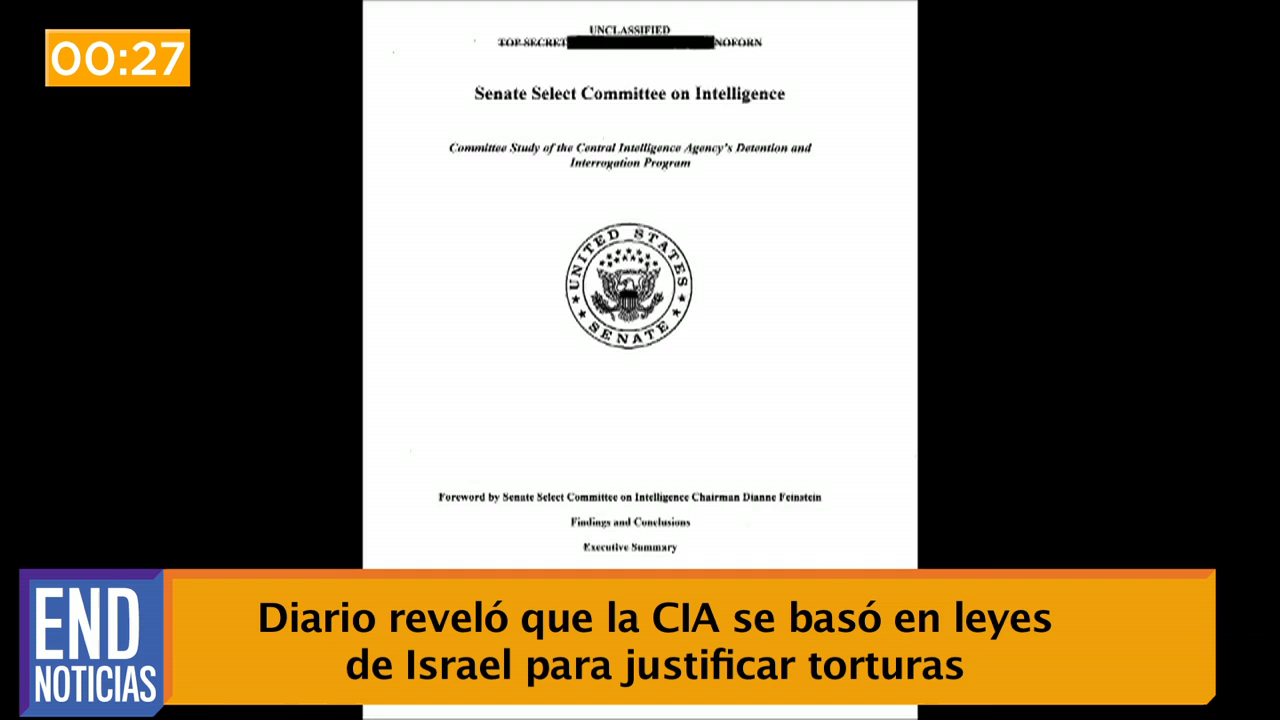 00:27
UNCLASSIFIED
TOP SECRET NOFORN
Senate Select Committee on Intelligence
Committee Study of the Central Intelligence Agency's Detention and
Interrogation Program
UNITED STATES
SENATE
Foreword by Senate Select Committee on Intelligence Chairman Dianne Feinstein
Findings and Conclusions
Executive Summary
END
NOTICIAS
Diario reveló que la CIA se basó en leyes
de Israel para justificar torturas